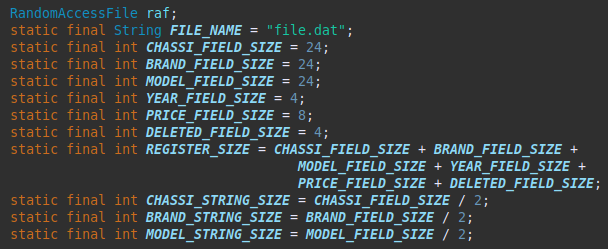 RandomAccessFile raf;
static final String FILE_NAME = "file.dat";
static final int CHASSI_FIELD_SIZE = 24;
static final int BRAND_FIELD_SIZE = 24;
static final int MODEL_FIELD_SIZE = 24;
static final int YEAR_FIELD_SIZE = 4;
static final int PRICE_FIELD_SIZE = 8;
static final int DELETED_FIELD_SIZE = 4;
static final int REGISTER_SIZE = CHASSI_FIELD_SIZE + BRAND_FIELD_SIZE +
MODEL_FIELD_SIZE + YEAR_FIELD_SIZE +
PRICE_FIELD_SIZE + DELETED_FIELD_SIZE;
static final int CHASSI_STRING_SIZE = CHASSI_FIELD_SIZE / 2;
static final int BRAND_STRING_SIZE = BRAND_FIELD_SIZE / 2;
static final int MODEL_STRING_SIZE = MODEL_FIELD_SIZE / 2;